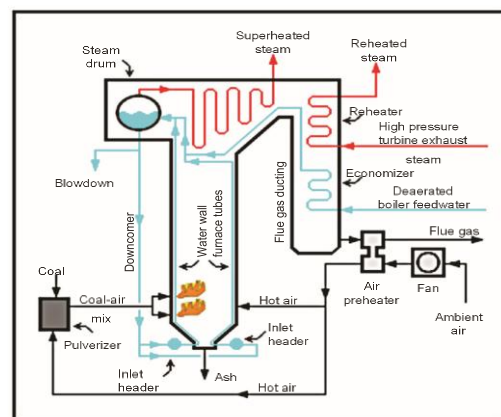 Superheated
steam
Reheated
steam
Steam
drum
Reheater
High pressure
turbine exhaust
steam
Economizer
Deaerated
boiler feedwater
Blowdown
Downcomer
Water wall
furnace tubes
Flue gas ducting
Flue gas
Coal
Coal-air
mix
Hot air
Air
preheater
Fan
Ambient
air
Pulverizer
Inlet
header
Inlet
header
Ash
Hot air